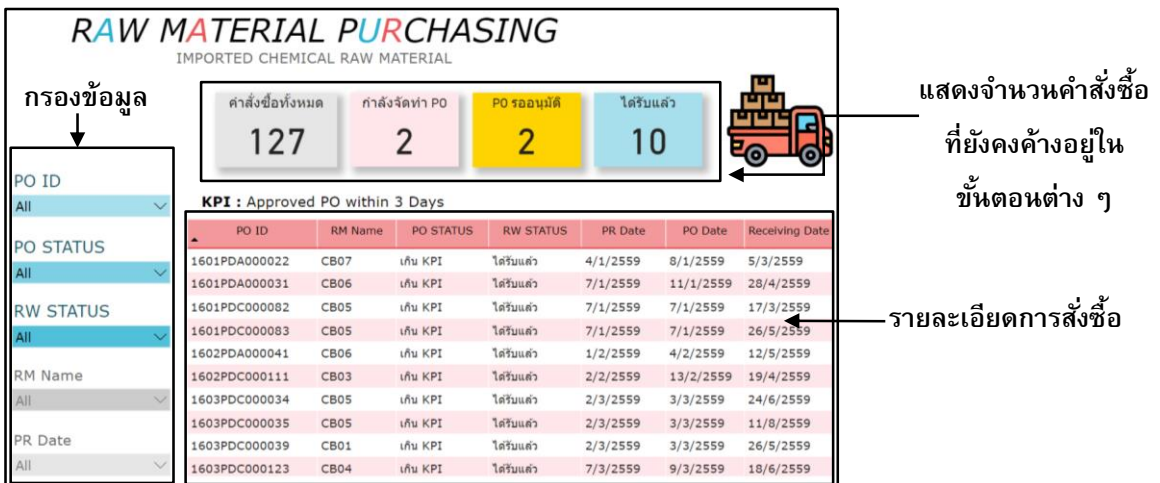 RAW MATERIAL PURCHASING
IMPORTED CHEMICAL RAW MATERIAL
กรองข้อมูล
คำสั่งซื้อทั้งหมด กำลังจัดทำ PO PO รออนุมัติ ได้รับแล้ว
127 2 2 10
แสดงจำนวนคำสั่งซื้อ
ที่ยังคงค้างอยู่ใน
ขั้นตอนต่าง ๆ
PO ID
All
PO STATUS
All
RW STATUS
All
RM Name
All
PR Date
All
KPI : Approved PO within 3 Days
PO ID RM Name PO STATUS RW STATUS PR Date PO Date Receiving Date
1601PDA000022 CB07 เกิน KPI ได้รับแล้ว 4/1/2559 8/1/2559 5/3/2559
1601PDA000031 CB06 เกิน KPI ได้รับแล้ว 7/1/2559 11/1/2559 28/4/2559
1601PDC000082 CB05 เกิน KPI ได้รับแล้ว 7/1/2559 7/1/2559 17/3/2559
1601PDC000083 CB05 เกิน KPI ได้รับแล้ว 7/1/2559 7/1/2559 26/5/2559
1602PDA000041 CB06 เกิน KPI ได้รับแล้ว 1/2/2559 4/2/2559 12/5/2559
1602PDC000111 CB03 เกิน KPI ได้รับแล้ว 2/2/2559 13/2/2559 19/4/2559
1603PDC000034 CB05 เกิน KPI ได้รับแล้ว 2/3/2559 3/3/2559 24/6/2559
1603PDC000035 CB05 เกิน KPI ได้รับแล้ว 2/3/2559 3/3/2559 11/8/2559
1603PDC000039 CB01 เกิน KPI ได้รับแล้ว 2/3/2559 3/3/2559 26/5/2559
1603PDC000123 CB04 เกิน KPI ได้รับแล้ว 7/3/2559 9/3/2559 18/6/2559
รายละเอียดการสั่งซื้อ